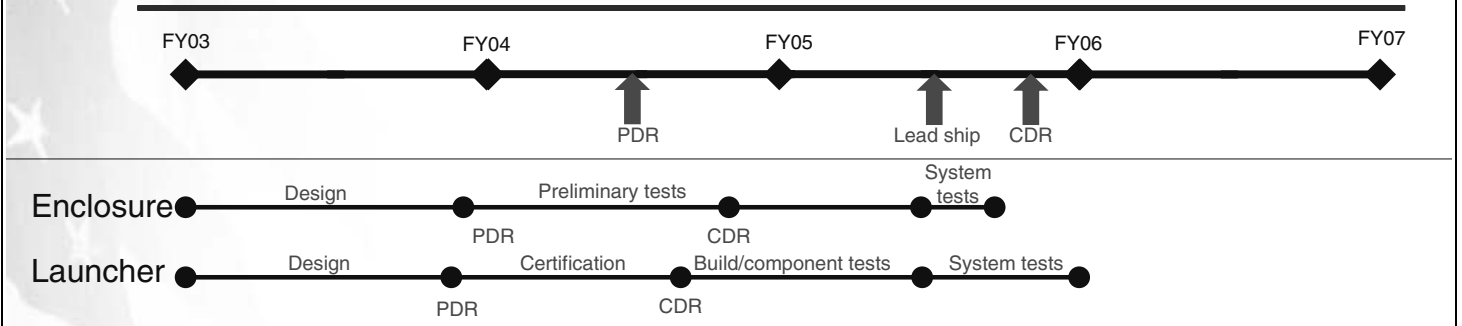 FY03 FY04 FY05 FY06 FY07
PDR Lead ship CDR
System
Enclosure Design Preliminary tests tests
PDR CDR
Launcher Design Certification Build/component tests System tests
PDR CDR